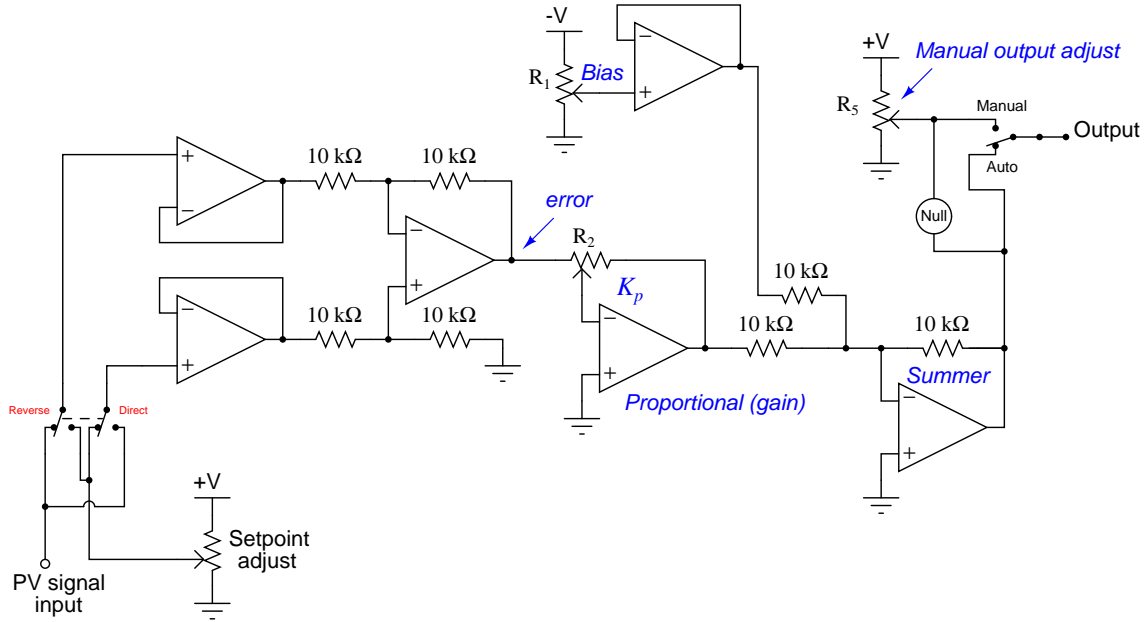 -V
R1
Bias
−
+
+V
Manual output adjust
R5
Manual
Output
Auto
Null
+
−
10 kΩ
10 kΩ
−
+
error
R2
Kp
−
+
10 kΩ
10 kΩ
−
+
10 kΩ
10 kΩ
10 kΩ
Proportional (gain)
Summer
−
+
Reverse
Direct
+V
Setpoint
adjust
PV signal
input